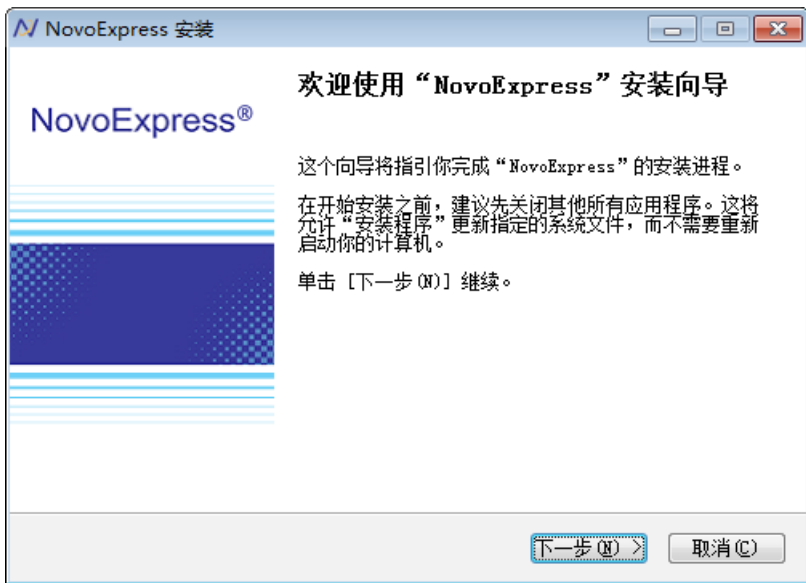 NovoExpress 安装
NovoExpress®
欢迎使用“NovoExpress”安装向导
这个向导将指引你完成“NovoExpress”的安装进程。
在开始安装之前，建议先关闭其他所有应用程序。这将
允许“安装程序”更新指定的系统文件，而不需要重新
启动你的计算机。
单击 [下一步(N)] 继续。
下一步(N) >
取消(C)